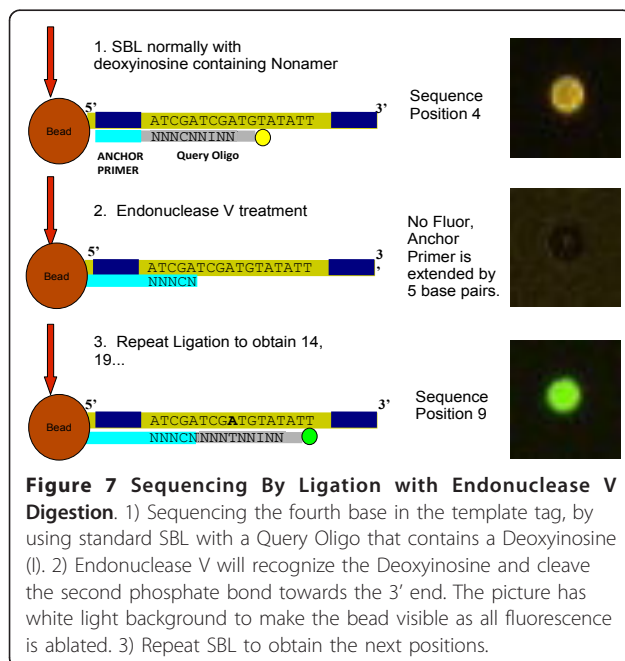 1. SBL normally with
deoxyinosine containing Nonamer
5’
3’
Bead
ATCGATCGATGTATATT
NNNCNNINN
ANCHOR
PRIMER
Query Oligo
Sequence
Position 4
2. Endonuclease V treatment
5’
3
’
Bead
ATCGATCGATGTATATT
NNNCN
No Fluor,
Anchor
Primer is
extended by
5 base pairs.
3. Repeat Ligation to obtain 14,
19...
5’
3’
Bead
ATCGATCGATGTATATT
NNNCNNNNTNNINN
Sequence
Position 9
Figure 7 Sequencing By Ligation with Endonuclease V
Digestion. 1) Sequencing the fourth base in the template tag, by
using standard SBL with a Query Oligo that contains a Deoxyinosine
(I). 2) Endonuclease V will recognize the Deoxyinosine and cleave
the second phosphate bond towards the 3’ end. The picture has
white light background to make the bead visible as all fluorescence
is ablated. 3) Repeat SBL to obtain the next positions.